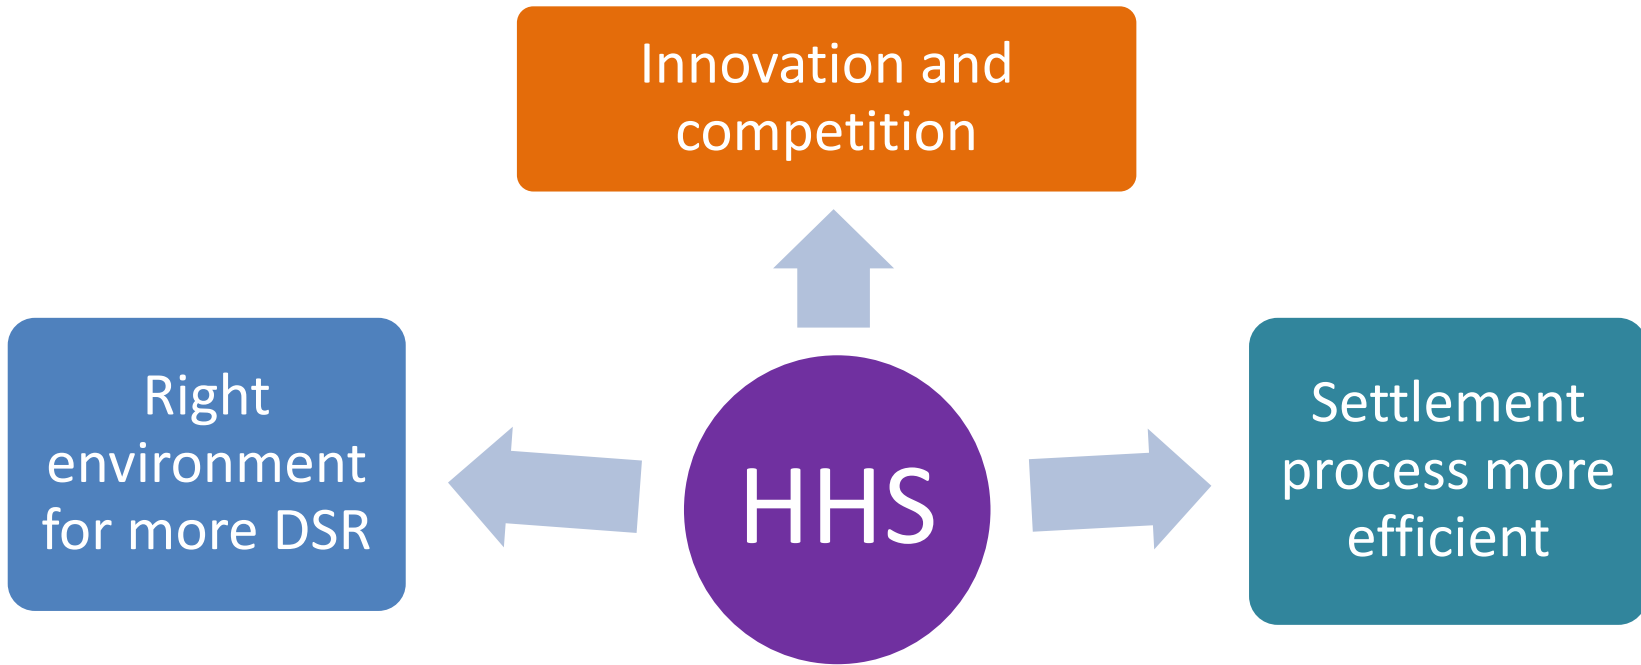 Innovation and
competition
Right
environment
for more DSR
HHS
Settlement
process more
efficient